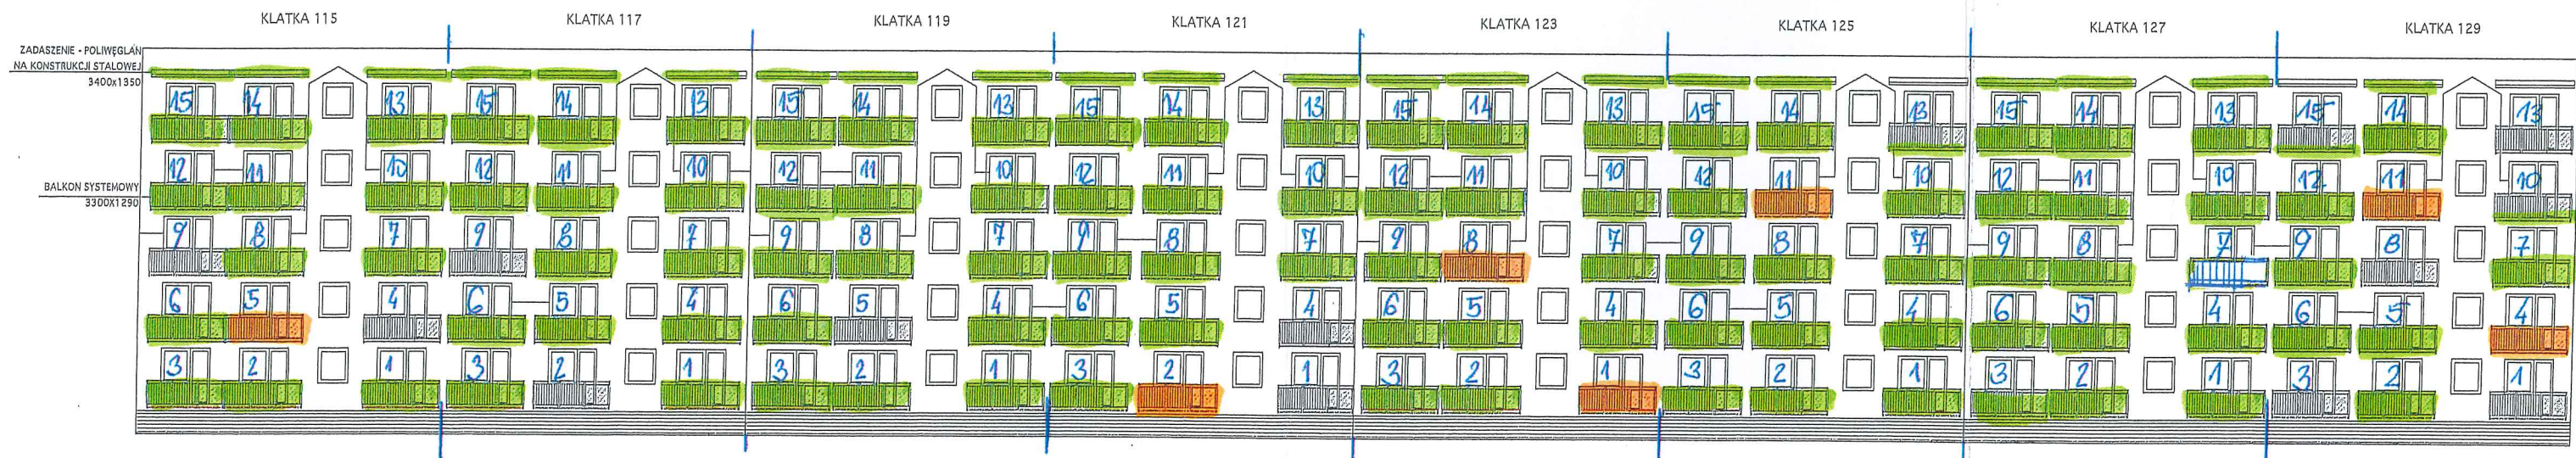 KLATKA 115 KLATKA 117 KLATKA 119 KLATKA 121 KLATKA 123 KLATKA 125 KLATKA 127 KLATKA 129
ZADASZENIE - POLIWĘGLAN
NA KONSTRUKCJI STALOWEJ
3400x1350
15 14 13 15 14 13 15 14 13 15 14 13 15 14 13 15 14 13 15 14 13 15 14 13
12 11 10 12 11 10 12 11 10 12 11 10 12 11 10 12 11 10 12 11 10 12 11 10
BALKON SYSTEMOWY
3300X1290
9 8 7 9 8 7 9 8 7 9 8 7 9 8 7 9 8 7 9 8 7 9 8 7
6 5 4 6 5 4 6 5 4 6 5 4 6 5 4 6 5 4 6 5 4 6 5 4
3 2 1 3 2 1 3 2 1 3 2 1 3 2 1 3 2 1 3 2 1 3 2 1